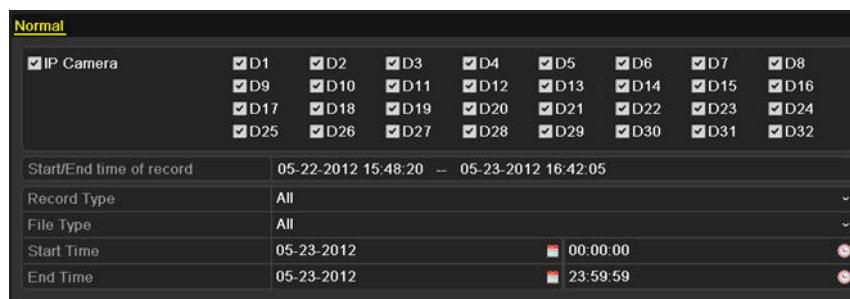 Normal
IP Camera D1 D2 D3 D4 D5 D6 D7 D8
D9 D10 D11 D12 D13 D14 D15 D16
D17 D18 D19 D20 D21 D22 D23 D24
D25 D26 D27 D28 D29 D30 D31 D32
Start/End time of record 05-22-2012 15:48:20 -- 05-23-2012 16:42:05
Record Type All
File Type All
Start Time 05-23-2012 00:00:00
End Time 05-23-2012 23:59:59